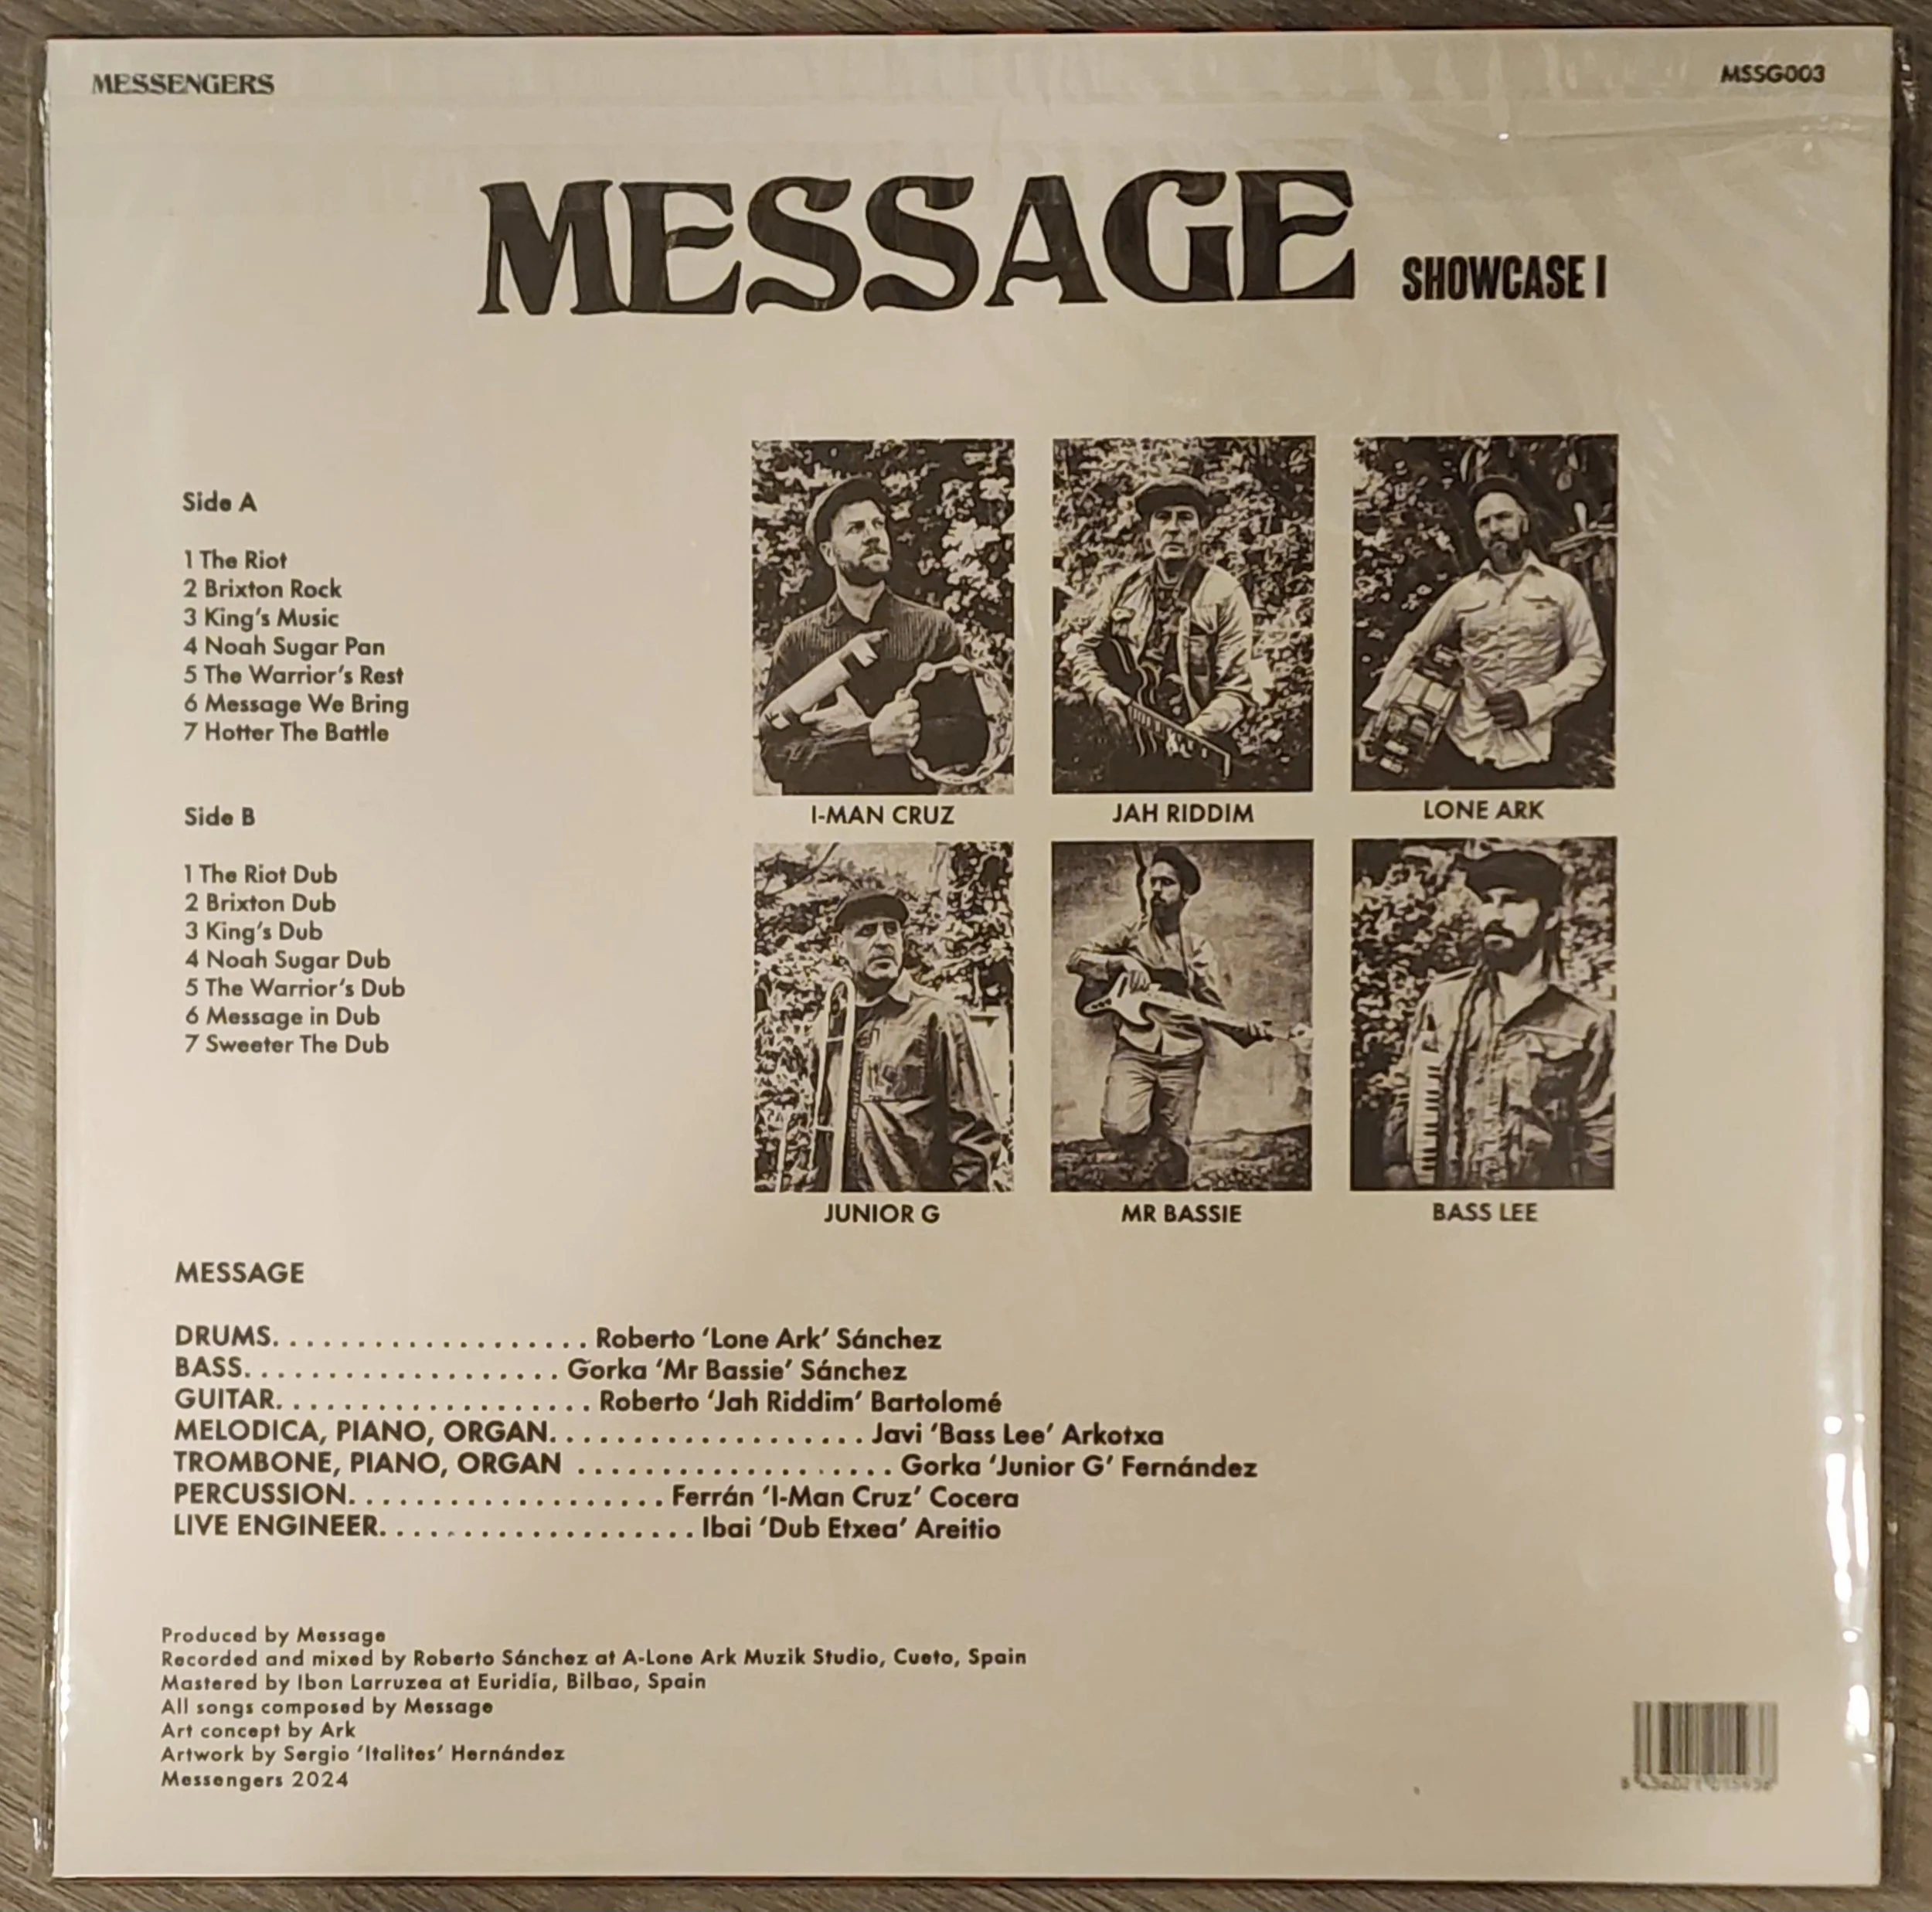 MESSENGERS
MSSG003
MESSAGE SHOWCASE I
Side A
1 The Riot
2 Brixton Rock
3 King's Music
4 Noah Sugar Pan
5 The Warrior's Rest
6 Message We Bring
7 Hotter The Battle
Side B
1 The Riot Dub
2 Brixton Dub
3 King's Dub
4 Noah Sugar Dub
5 The Warrior's Dub
6 Message in Dub
7 Sweeter The Dub
I-MAN CRUZ
JAH RIDDIM
LONE ARK
JUNIOR G
MR BASSIE
BASS LEE
MESSAGE
DRUMS. . . . . . . . . . . . . . . . . . . Roberto 'Lone Ark' Sánchez
BASS. . . . . . . . . . . . . . . . . . . Gorka 'Mr Bassie' Sánchez
GUITAR. . . . . . . . . . . . . . . . . . . Roberto 'Jah Riddim' Bartolomé
MELODICA, PIANO, ORGAN. . . . . . . . . . . . . . . . . . . Javi 'Bass Lee' Arkotxa
TROMBONE, PIANO, ORGAN . . . . . . . . . . . . . . . . . . . Gorka 'Junior G' Fernández
PERCUSSION. . . . . . . . . . . . . . . . . . . Ferrán 'I-Man Cruz' Cocera
LIVE ENGINEER. . . . . . . . . . . . . . . . . . . Ibai 'Dub Etxea' Areitio
Produced by Message
Recorded and mixed by Roberto Sánchez at A-Lone Ark Muzik Studio, Cueto, Spain
Mastered by Ibon Larruzea at Euridia, Bilbao, Spain
All songs composed by Message
Art concept by Ark
Artwork by Sergio 'Italites' Hernández
Messengers 2024